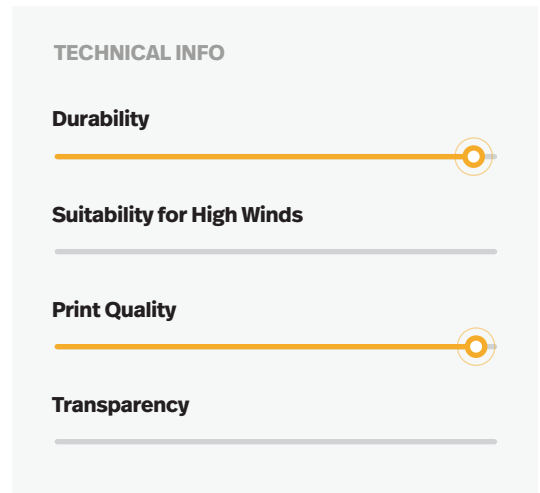 TECHNICAL INFO
Durability
Suitability for High Winds
Print Quality
Transparency